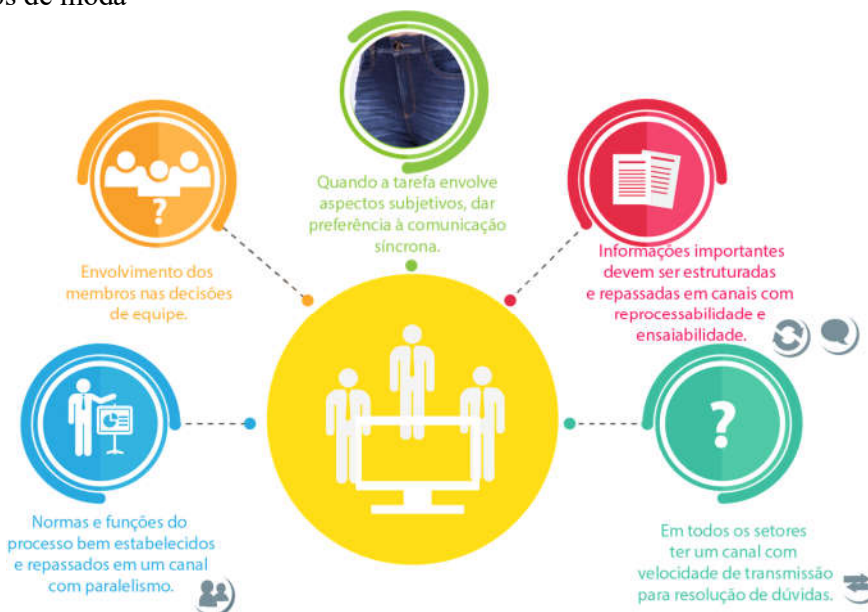 de moda
Quando a tarefa envolve
aspectos subjetivos, dar
preferência à comunicação
síncrona.
Envolvimento dos
membros nas decisões
de equipe.
?
Informações importantes
devem ser estruturadas
e repassadas em canais com
reprocessabilidade e
ensaiabilidade.
Normas e funções do
processo bem estabelecidos
e repassados em um canal
com paralelismo.
?
Em todos os setores
ter um canal com
velocidade de transmissão
para resolução de dúvidas.